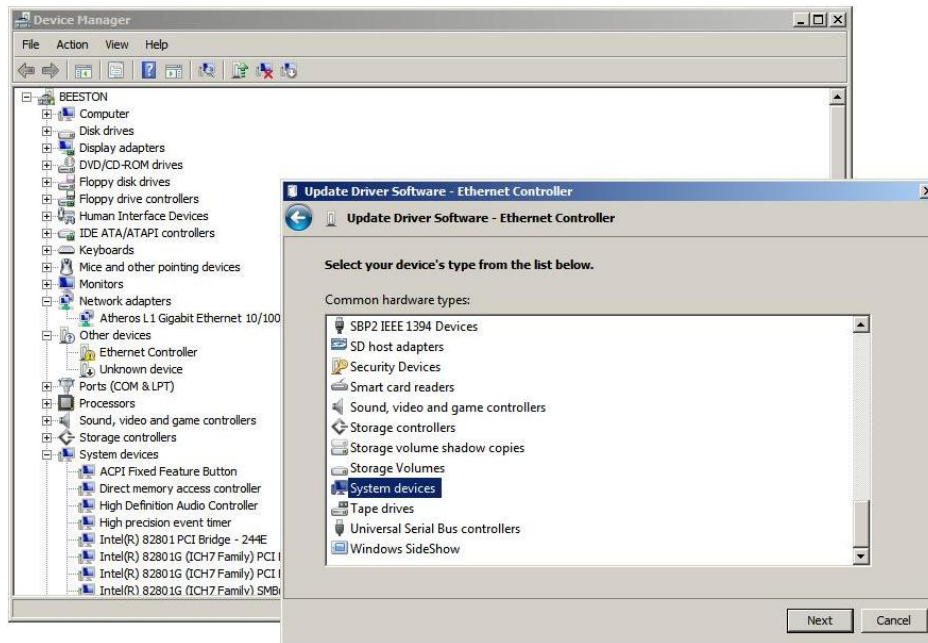 Device Manager
File Action View Help
BEESTON
Computer
Disk drives
Display adapters
DVD/CD-ROM drives
Floppy disk drives
Floppy drive controllers
Human Interface Devices
IDE ATA/ATAPI controllers
Keyboards
Mice and other pointing devices
Monitors
Network adapters
Atheros L1 Gigabit Ethernet 10/100
Other devices
Ethernet Controller
Unknown device
Ports (COM & LPT)
Processors
Sound, video and game controllers
Storage controllers
System devices
ACPI Fixed Feature Button
Direct memory access controller
High Definition Audio Controller
High precision event timer
Intel(R) 82801 PCI Bridge - 244E
Intel(R) 82801G (ICH7 Family) PCI
Intel(R) 82801G (ICH7 Family) PCI
Intel(R) 82801G (ICH7 Family) SMB
Update Driver Software - Ethernet Controller
Update Driver Software - Ethernet Controller
Select your device's type from the list below.
Common hardware types:
SBP2 IEEE 1394 Devices
SD host adapters
Security Devices
Smart card readers
Sound, video and game controllers
Storage controllers
Storage volume shadow copies
Storage Volumes
System devices
Tape drives
Universal Serial Bus controllers
Windows SideShow
Next Cancel